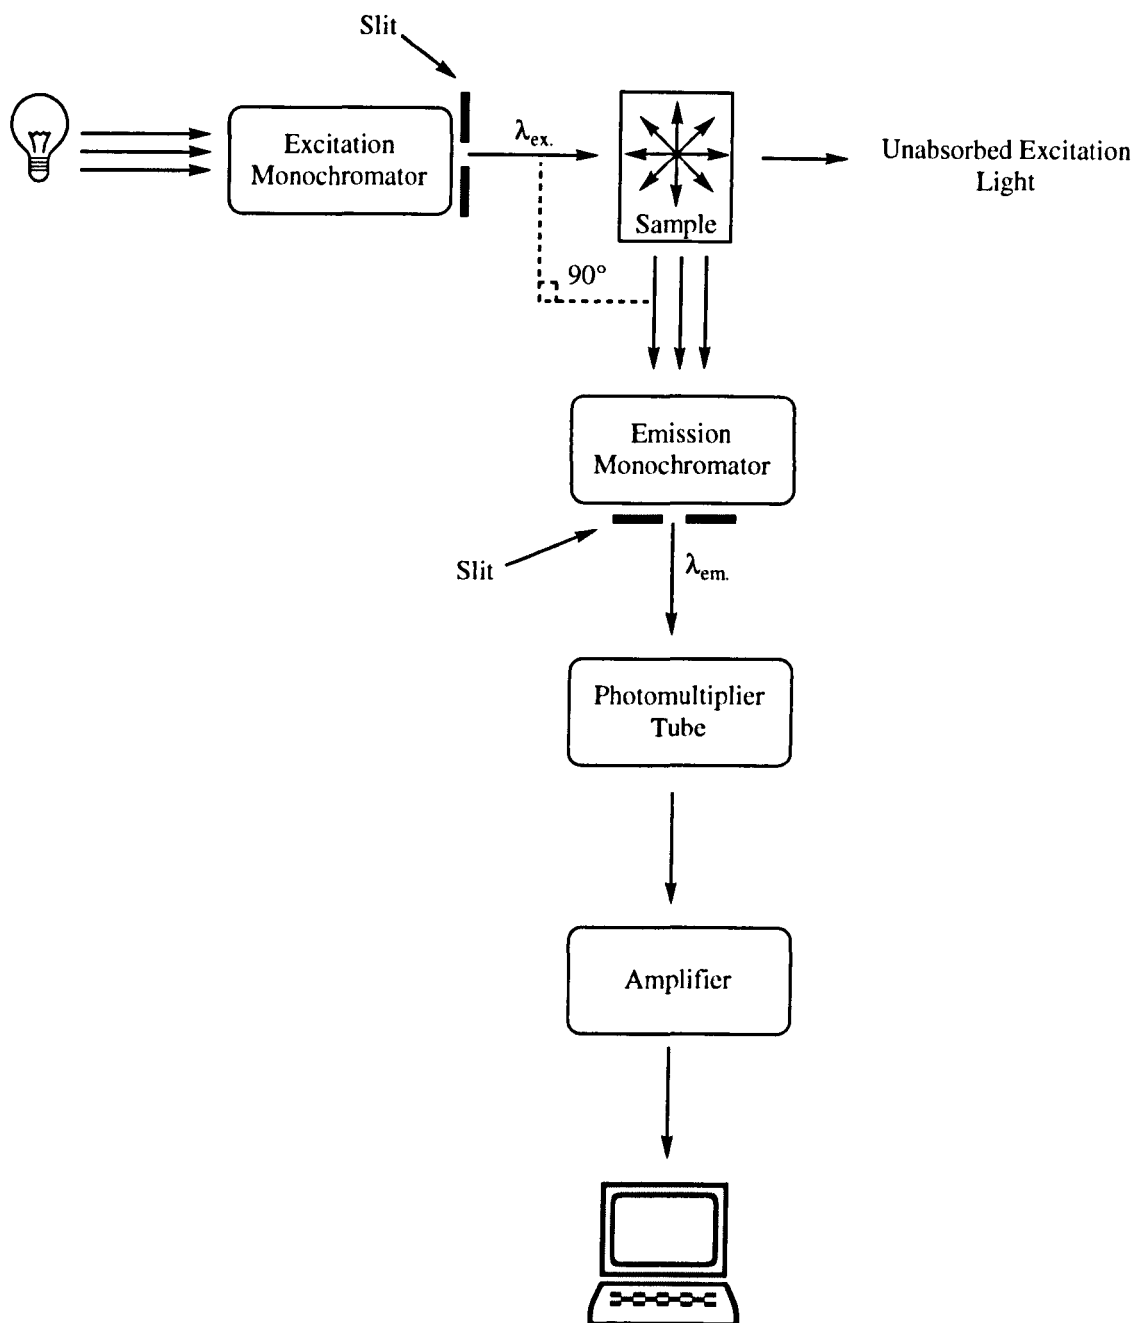 Slit
Excitation
Monochromator
λex.
Sample
Unabsorbed Excitation
Light
90°
Emission
Monochromator
Slit
λem.
Photomultiplier
Tube
Amplifier